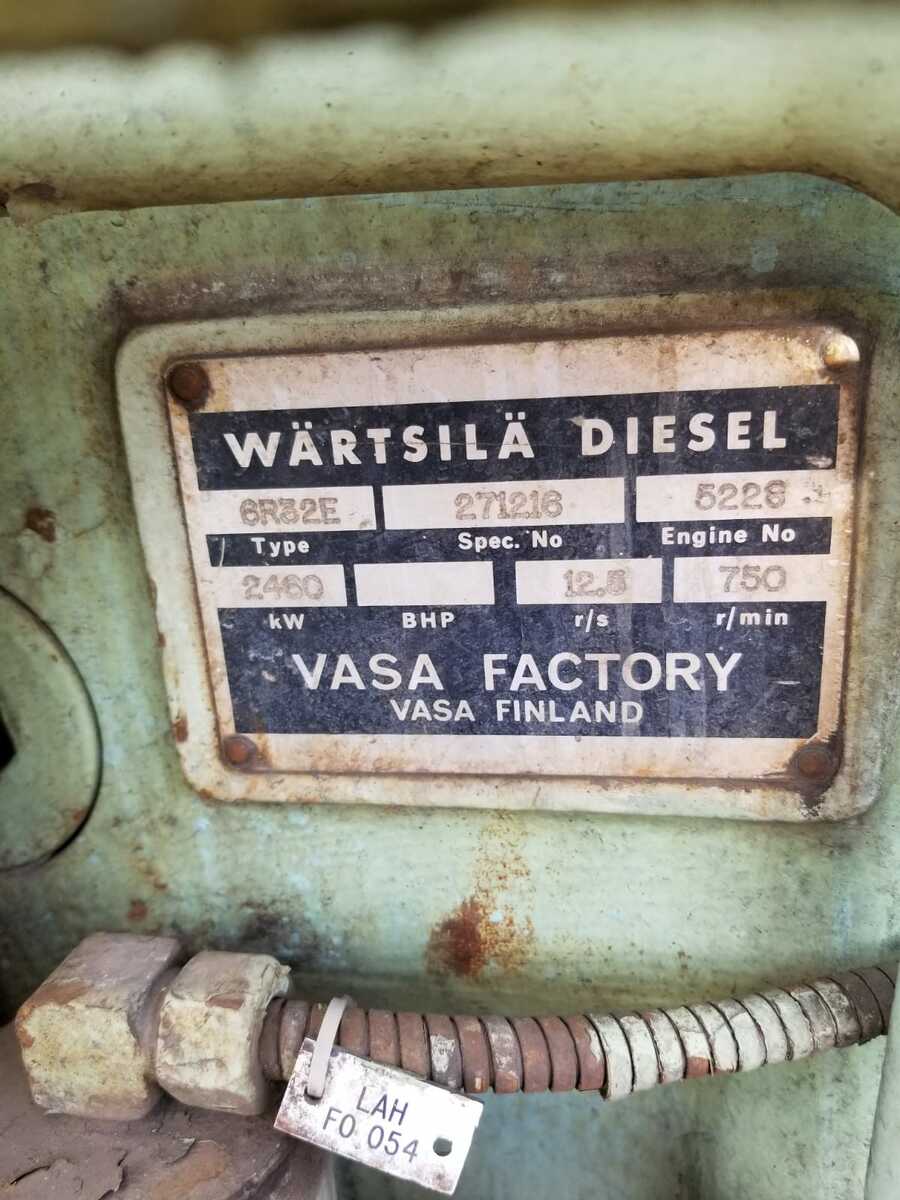 WÄRTSILÄ DIESEL
6R32E 271216 5228
Type Spec. No Engine No
2460 12.5 750
kW BHP r/s r/min
VASA FACTORY
VASA FINLAND
LAH
FO 054